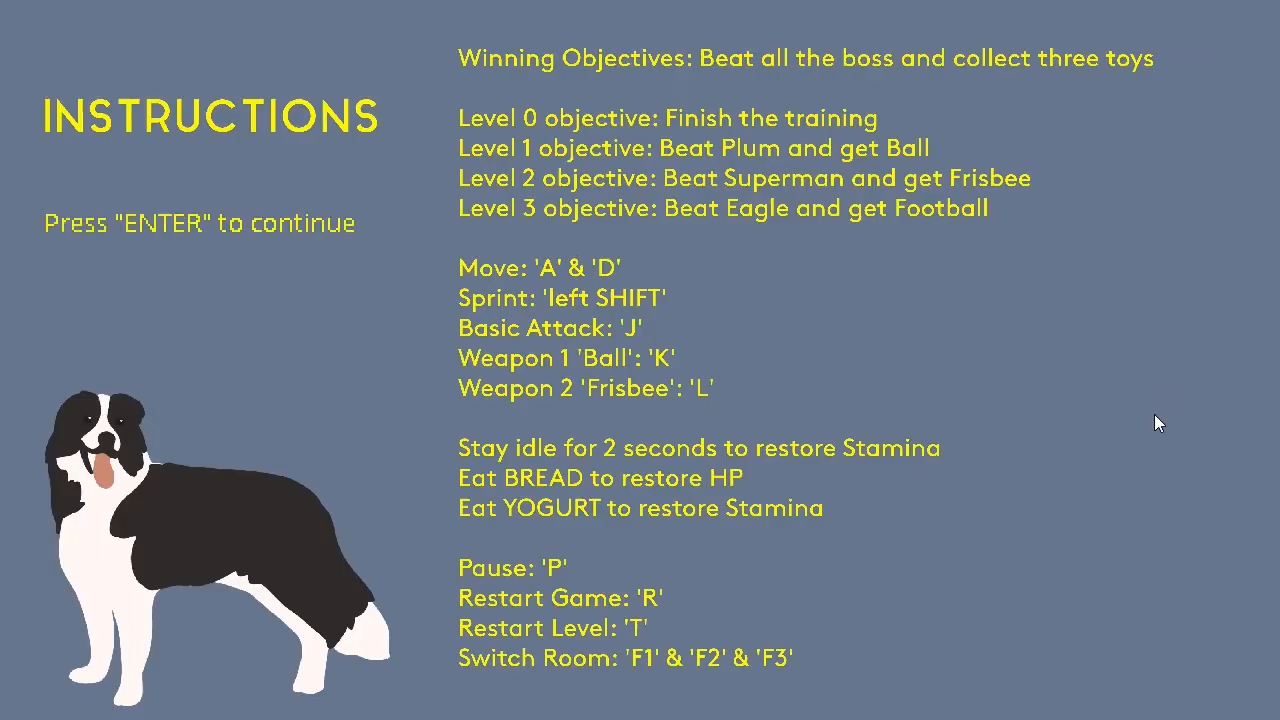 INSTRUCTIONS
Press "ENTER" to continue
Winning Objectives: Beat all the boss and collect three toys
Level 0 objective: Finish the training
Level 1 objective: Beat Plum and get Ball
Level 2 objective: Beat Superman and get Frisbee
Level 3 objective: Beat Eagle and get Football
Move: 'A' & 'D'
Sprint: 'left SHIFT'
Basic Attack: 'J'
Weapon 1 'Ball': 'K'
Weapon 2 'Frisbee': 'L'
Stay idle for 2 seconds to restore Stamina
Eat BREAD to restore HP
Eat YOGURT to restore Stamina
Pause: 'P'
Restart Game: 'R'
Restart Level: 'T'
Switch Room: 'F1' & 'F2' & 'F3'